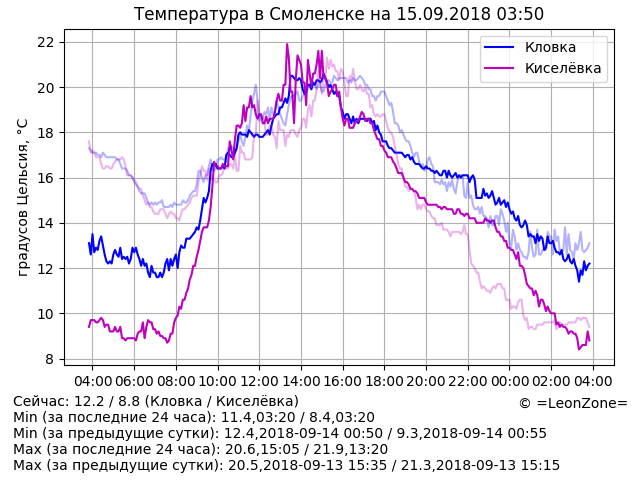 Температура в Смоленске на 15.09.2018 03:50
градусов Цельсия, °C
22
20
18
16
14
12
10
8
Кловка
Киселёвка
04:00 06:00 08:00 10:00 12:00 14:00 16:00 18:00 20:00 22:00 00:00 02:00 04:00
Сейчас: 12.2 / 8.8 (Кловка / Киселёвка)
© =LeonZone=
Min (за последние 24 часа): 11.4,03:20 / 8.4,03:20
Min (за предыдущие сутки): 12.4,2018-09-14 00:50 / 9.3,2018-09-14 00:55
Max (за последние 24 часа): 20.6,15:05 / 21.9,13:20
Max (за предыдущие сутки): 20.5,2018-09-13 15:35 / 21.3,2018-09-13 15:15